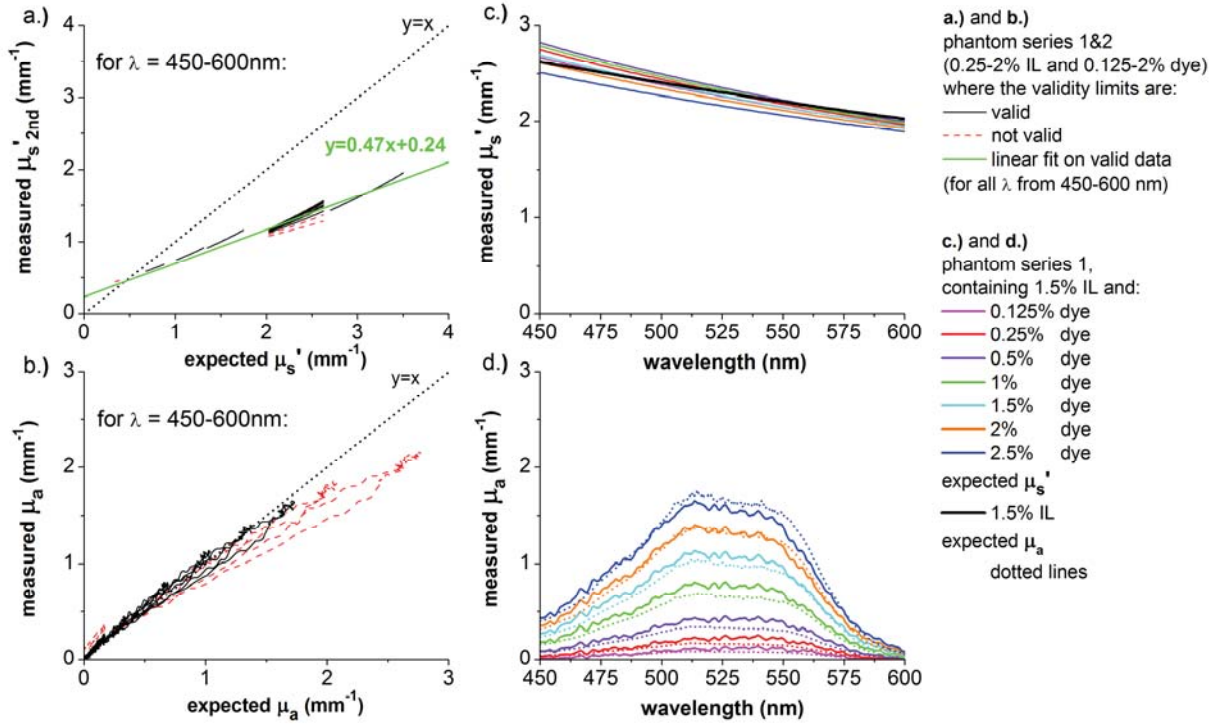 a.)
4
3
2
1
0
measured μs' 2nd (mm-1)
for λ = 450-600nm:
y=x
y=0.47x+0.24
0 1 2 3 4
expected μs' (mm-1)
c.)
3
2
1
0
measured μs' (mm-1)
450 475 500 525 550 575 600
wavelength (nm)
b.)
3
2
1
0
measured μa (mm-1)
for λ = 450-600nm:
y=x
0 1 2 3
expected μa (mm-1)
d.)
3
2
1
0
measured μa (mm-1)
450 475 500 525 550 575 600
wavelength (nm)
a.) and b.)
phantom series 1&2
(0.25-2% IL and 0.125-2% dye)
where the validity limits are:
valid
not valid
linear fit on valid data
(for all λ from 450-600 nm)
c.) and d.)
phantom series 1,
containing 1.5% IL and:
0.125% dye
0.25% dye
0.5% dye
1% dye
1.5% dye
2% dye
2.5% dye
expected μs'
1.5% IL
expected μa
dotted lines